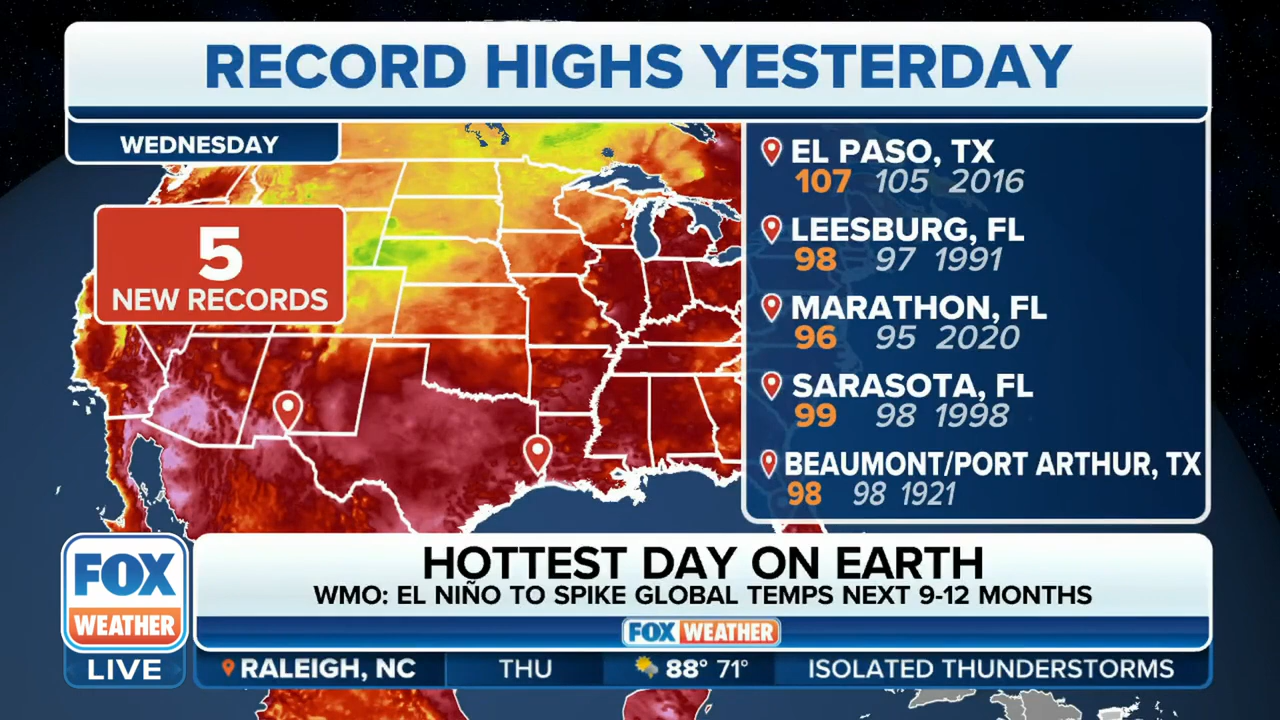 RECORD HIGHS YESTERDAY
WEDNESDAY
5
NEW RECORDS
EL PASO, TX
107 105 2016
LEESBURG, FL
98 97 1991
MARATHON, FL
96 95 2020
SARASOTA, FL
99 98 1998
BEAUMONT/PORT ARTHUR, TX
98 98 1921
HOTTEST DAY ON EARTH
WMO: EL NIÑO TO SPIKE GLOBAL TEMPS NEXT 9-12 MONTHS
FOX WEATHER
FOX
WEATHER
LIVE
RALEIGH, NC THU 88° 71° ISOLATED THUNDERSTORMS